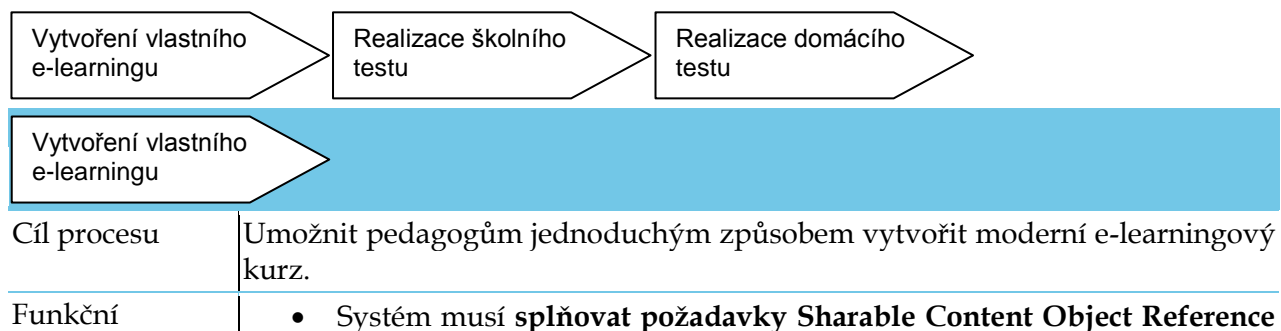 Vytvoření vlastního
e-learningu
Realizace školního
testu
Realizace domácího
testu
Vytvoření vlastního
e-learningu
Cíl procesu
Umožnit pedagogům jednoduchým způsobem vytvořit moderní e-learningový
kurz.
Funkční
• Systém musí splňovat požadavky Sharable Content Object Reference